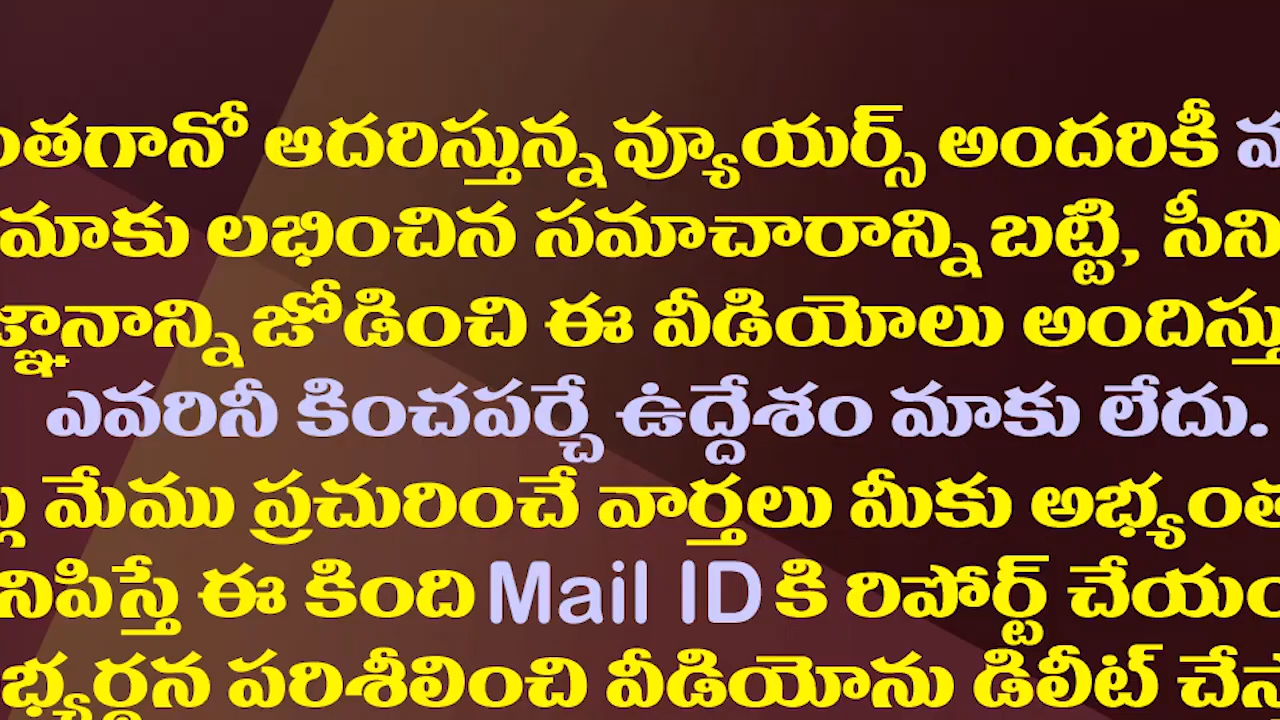 ఆదరిస్తున్న వ్యూయర్స్ అందరికీ
మాకు లభించిన సమాచారాన్ని బట్టి,
జోడించి ఈ వీడియోలు
ఎవరినీ కించపర్చే ఉద్దేశం మాకు లేదు.
మేము ప్రచురించే వార్తలు మీకు
ఈ కింది Mail ID కి రిపోర్ట్
పరిశీలించి వీడియోను డిలీట్